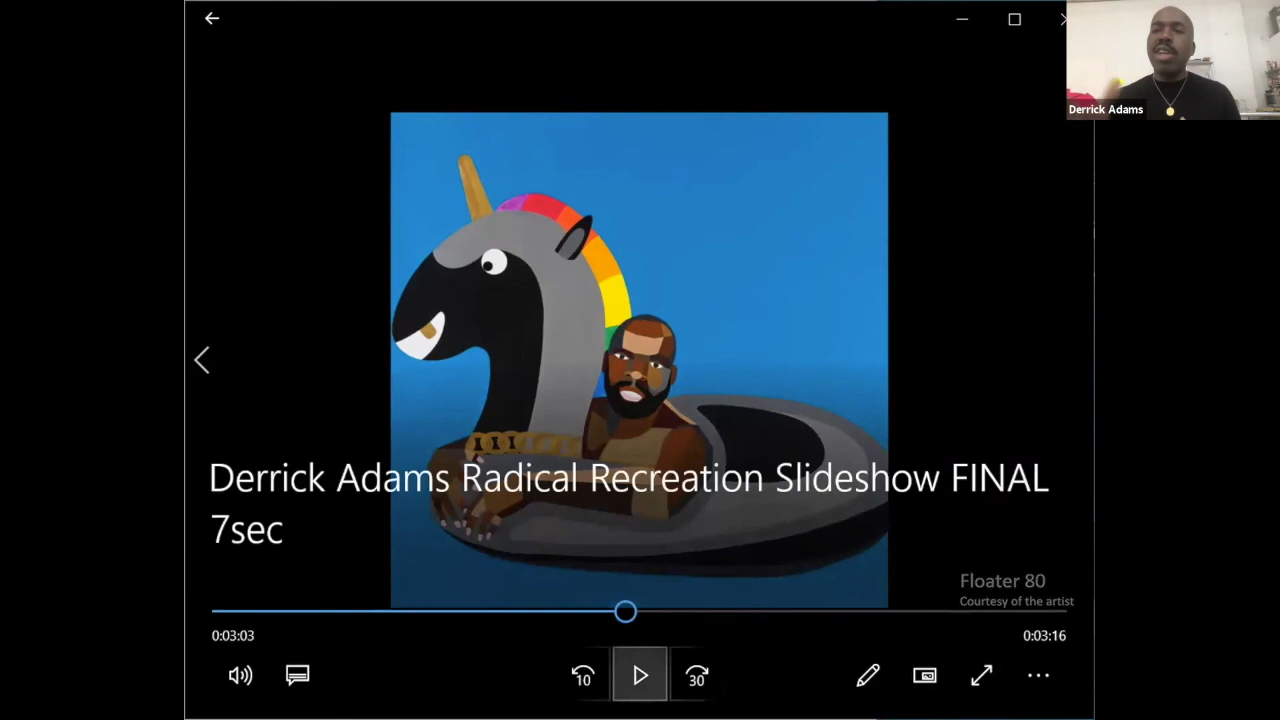 Derrick Adams
Derrick Adams Radical Recreation Slideshow FINAL
7sec
Floater 80
Courtesy of the artist
0:03:03
0:03:16
10
30